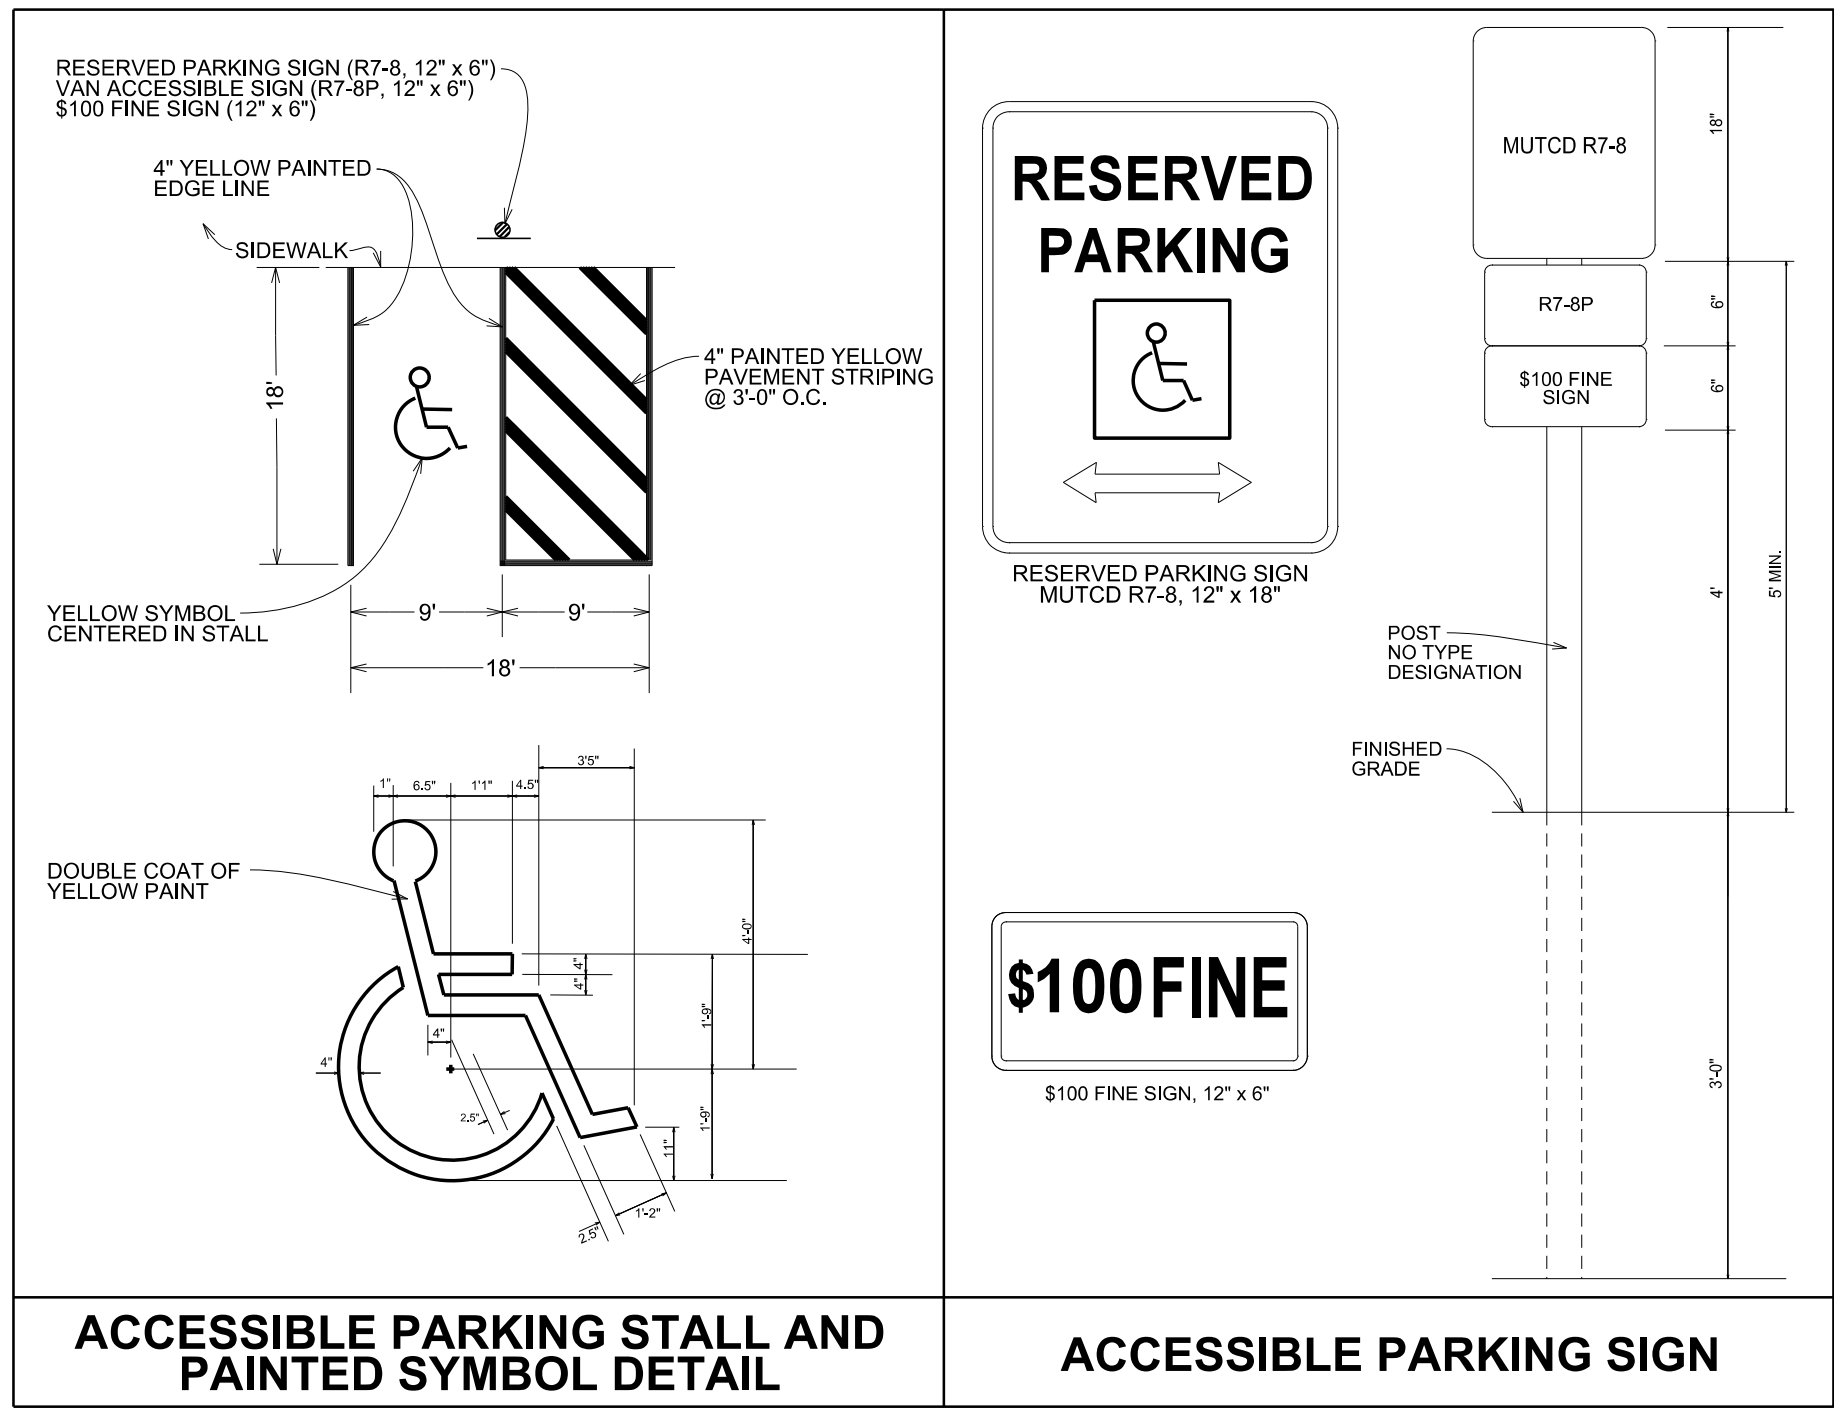 RESERVED PARKING SIGN (R7-8, 12" x 6")
VAN ACCESSIBLE SIGN (R7-8P, 12" x 6")
$100 FINE SIGN (12" x 6")
4" YELLOW PAINTED
EDGE LINE
SIDEWALK
18'
4" PAINTED YELLOW
PAVEMENT STRIPING
@ 3'-0" O.C.
YELLOW SYMBOL
CENTERED IN STALL
9'
9'
18'
3'5"
1"
6.5"
1'1"
4.5"
DOUBLE COAT OF
YELLOW PAINT
4'-0"
4"
4"
1'-9"
4"
4"
2.5"
1'-9"
11"
1'-2"
2.5"
ACCESSIBLE PARKING STALL AND
PAINTED SYMBOL DETAIL
RESERVED
PARKING
RESERVED PARKING SIGN
MUTCD R7-8, 12" x 18"
$100 FINE
$100 FINE SIGN, 12" x 6"
MUTCD R7-8
18"
R7-8P
6"
$100 FINE
SIGN
6"
5' MIN.
4'
POST
NO TYPE
DESIGNATION
FINISHED
GRADE
3'-0"
ACCESSIBLE PARKING SIGN